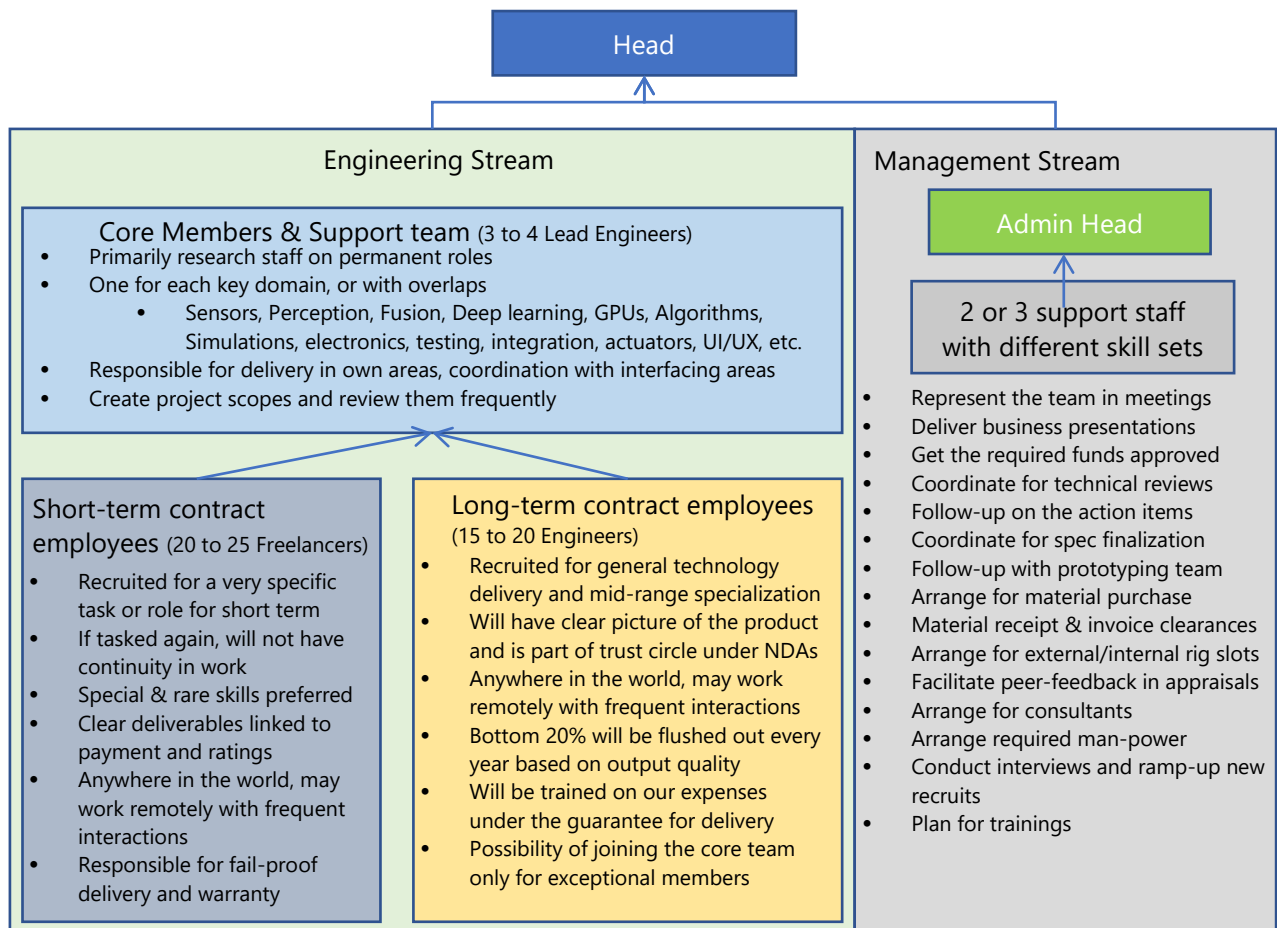 Head
Engineering Stream
Core Members & Support team (3 to 4 Lead Engineers)
• Primarily research staff on permanent roles
• One for each key domain, or with overlaps
• Sensors, Perception, Fusion, Deep learning, GPUs, Algorithms,
Simulations, electronics, testing, integration, actuators, UI/UX, etc.
• Responsible for delivery in own areas, coordination with interfacing areas
• Create project scopes and review them frequently
Short-term contract
employees (20 to 25 Freelancers)
• Recruited for a very specific
task or role for short term
• If tasked again, will not have
continuity in work
• Special & rare skills preferred
• Clear deliverables linked to
payment and ratings
• Anywhere in the world, may
work remotely with frequent
interactions
• Responsible for fail-proof
delivery and warranty
Long-term contract employees
(15 to 20 Engineers)
• Recruited for general technology
delivery and mid-range specialization
• Will have clear picture of the product
and is part of trust circle under NDAs
• Anywhere in the world, may work
remotely with frequent interactions
• Bottom 20% will be flushed out every
year based on output quality
• Will be trained on our expenses
under the guarantee for delivery
• Possibility of joining the core team
only for exceptional members
Management Stream
Admin Head
2 or 3 support staff
with different skill sets
• Represent the team in meetings
• Deliver business presentations
• Get the required funds approved
• Coordinate for technical reviews
• Follow-up on the action items
• Coordinate for spec finalization
• Follow-up with prototyping team
• Arrange for material purchase
• Material receipt & invoice clearances
• Arrange for external/internal rig slots
• Facilitate peer-feedback in appraisals
• Arrange for consultants
• Arrange required man-power
• Conduct interviews and ramp-up new
recruits
• Plan for trainings